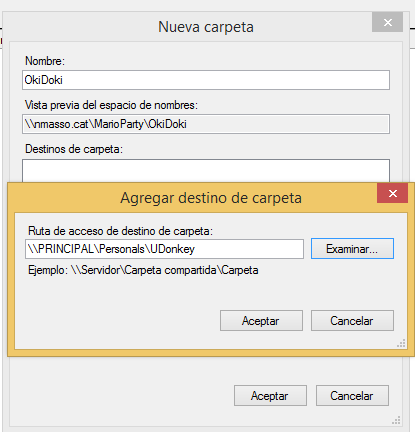 Nueva carpeta
Nombre:
OkiDoki
Vista previa del espacio de nombres:
\\nmasso.cat\MarioParty\OkiDoki
Destinos de carpeta:
Agregar destino de carpeta
Ruta de acceso de destino de carpeta:
\\PRINCIPAL\Personals\UDonkey
Examinar...
Ejemplo: \\Servidor\Carpeta compartida\Carpeta
Aceptar
Cancelar
Aceptar
Cancelar